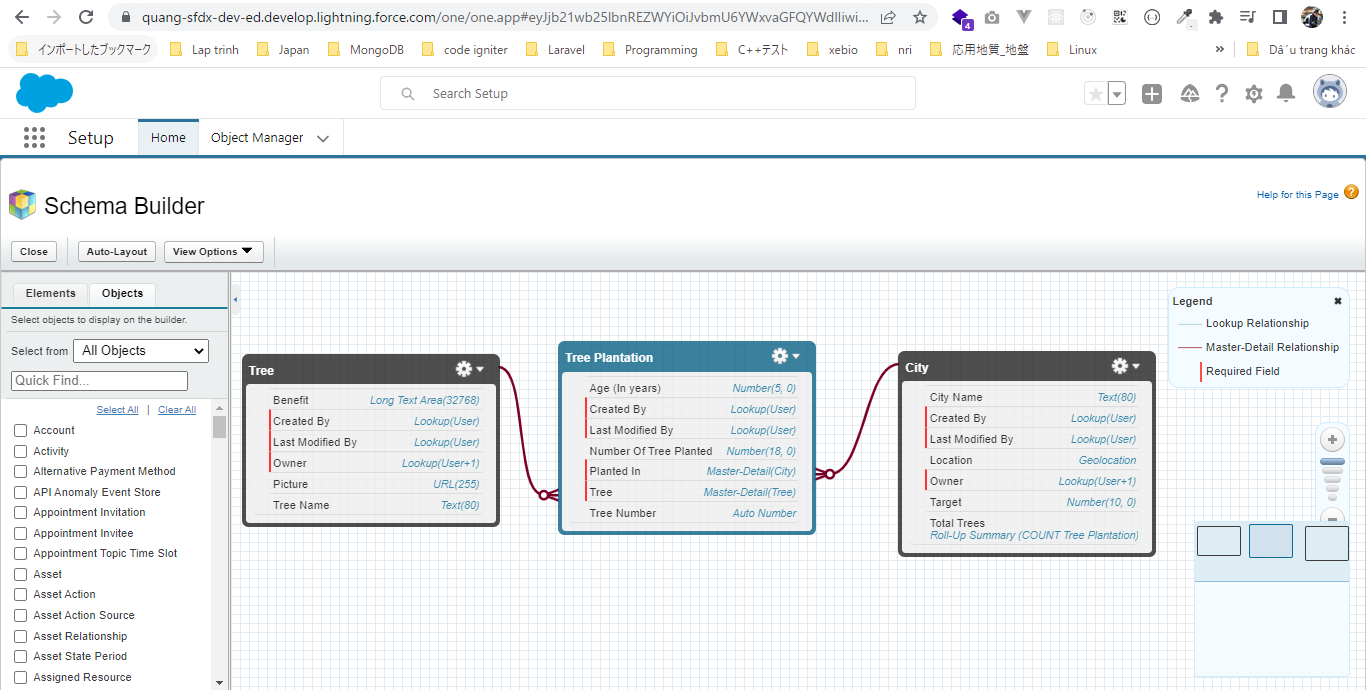 quang-sfdx-dev-ed.develop.lightning.force.com/one/one.app#eyJjb21wb25lbnREZWYiOiJvbmU6YWxvaGFQYWdlIiwi...
4
インポートしたブックマーク Lap trinh Japan MongoDB code igniter Laravel Programming C++テスト xebio nri 応用地質_地盤 Linux » Dấu trang khác
Search Setup
Setup Home Object Manager
Schema Builder
Help for this Page ?
Close Auto-Layout View Options
Elements Objects
Select objects to display on the builder.
Select from All Objects
Quick Find...
Select All | Clear All
Account
Activity
Alternative Payment Method
API Anomaly Event Store
Appointment Invitation
Appointment Invitee
Appointment Topic Time Slot
Asset
Asset Action
Asset Action Source
Asset Relationship
Asset State Period
Assigned Resource
Tree
Benefit Long Text Area(32768)
Created By Lookup(User)
Last Modified By Lookup(User)
Owner Lookup(User+1)
Picture URL(255)
Tree Name Text(80)
Tree Plantation
Age (In years) Number(5, 0)
Created By Lookup(User)
Last Modified By Lookup(User)
Number Of Tree Planted Number(18, 0)
Planted In Master-Detail(City)
Tree Master-Detail(Tree)
Tree Number Auto Number
City
City Name Text(80)
Created By Lookup(User)
Last Modified By Lookup(User)
Location Geolocation
Owner Lookup(User+1)
Target Number(10, 0)
Total Trees
Roll-Up Summary (COUNT Tree Plantation)
Legend
Lookup Relationship
Master-Detail Relationship
Required Field